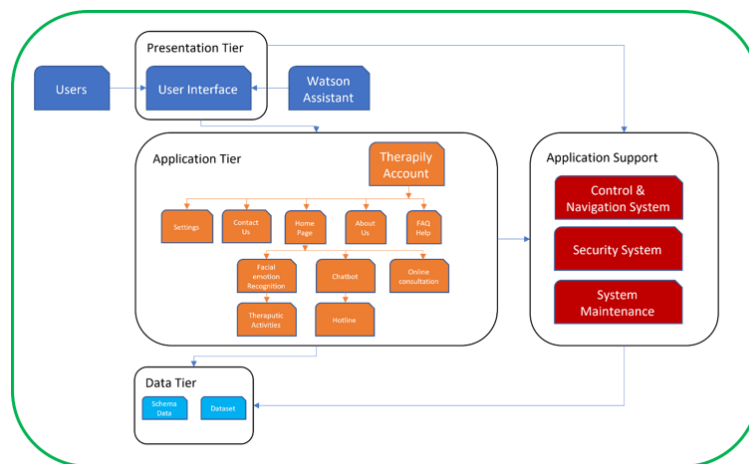 Presentation Tier
Users
User Interface
Watson
Assistant
Application Tier
Therapily
Account
Settings
Contact
Us
Home
Page
About
Us
FAQ
Help
Facial
emotion
Recognition
Chatbot
Online
consultation
Theraputic
Activities
Hotline
Application Support
Control &
Navigation System
Security System
System
Maintenance
Data Tier
Schema
Data
Dataset